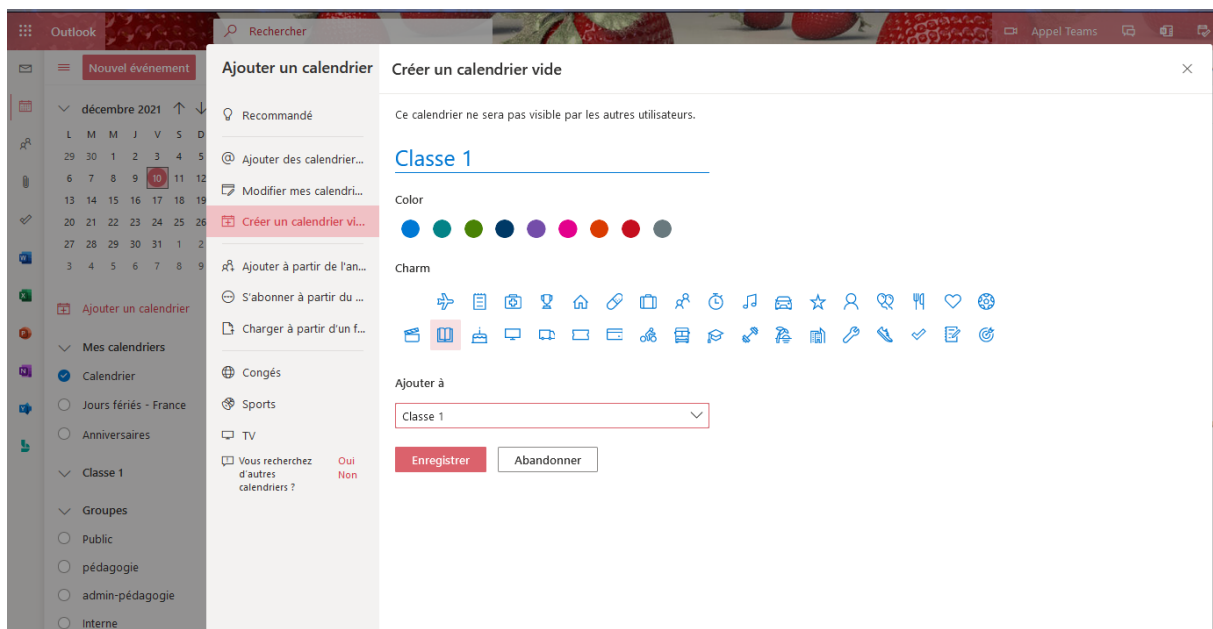 Outlook
Rechercher
Appel Teams
Nouvel événement
décembre 2021
L M M J V S D
29 30 1 2 3 4 5
6 7 8 9 10 11 12
13 14 15 16 17 18 19
20 21 22 23 24 25 26
27 28 29 30 31 1 2
3 4 5 6 7 8 9
Ajouter un calendrier
Mes calendriers
Calendrier
Jours fériés - France
Anniversaires
Classe 1
Groupes
Public
pédagogie
admin-pédagogie
Interne
Ajouter un calendrier
Recommandé
Ajouter des calendrier...
Modifier mes calendri...
Créer un calendrier vi...
Ajouter à partir de l'an...
S'abonner à partir du ...
Charger à partir d'un f...
Congés
Sports
TV
Vous recherchez
d'autres
calendriers ?
Oui
Non
Créer un calendrier vide
Ce calendrier ne sera pas visible par les autres utilisateurs.
Classe 1
Color
Charm
Ajouter à
Classe 1
Enregistrer
Abandonner